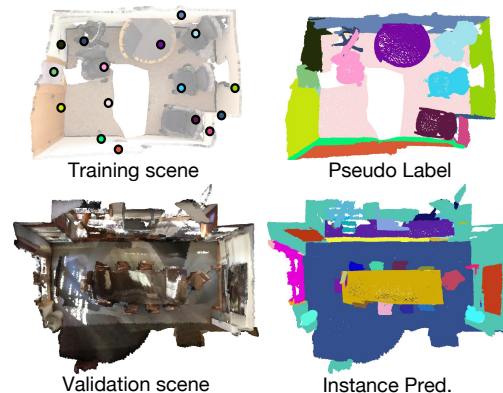 Training scene
Pseudo Label
Validation scene
Instance Pred.